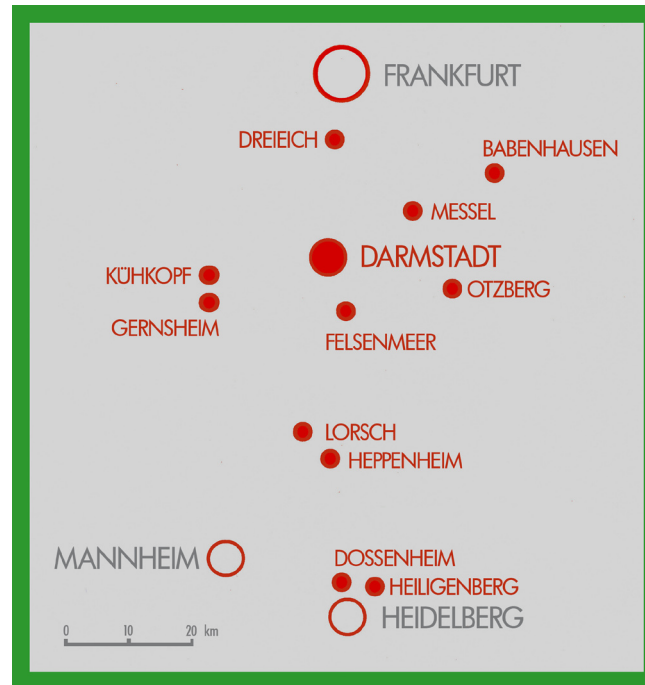 FRANKFURT
DREIEICH
BABENHAUSEN
MESSEL
DARMSTADT
KÜHKOPF
OTZBERG
GERNSHEIM
FELSENMEER
LORSCH
HEPPENHEIM
MANNHEIM
DOSSENHEIM
HEILIGENBERG
HEIDELBERG
0 10 20 km